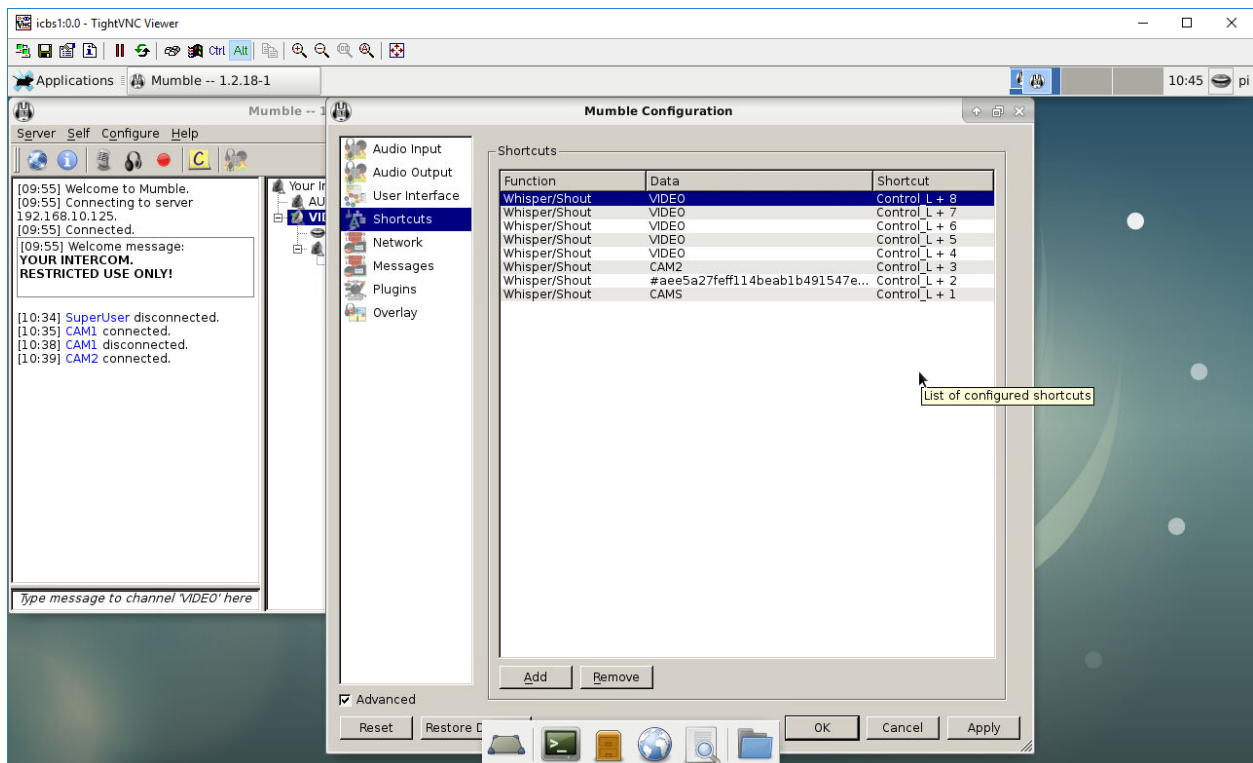 icbs1:0.0 - TightVNC Viewer
Ctrl Alt
Applications Mumble -- 1.2.18-1 10:45 pi
Mumble -- 1
Server Self Configure Help
[09:55] Welcome to Mumble.
[09:55] Connecting to server
192.168.10.125.
[09:55] Connected.
[09:55] Welcome message:
YOUR INTERCOM.
RESTRICTED USE ONLY!
[10:34] SuperUser disconnected.
[10:35] CAM1 connected.
[10:38] CAM1 disconnected.
[10:39] CAM2 connected.
Type message to channel 'VIDEO' here
Your In
AU
VI
Mumble Configuration
Audio Input
Audio Output
User Interface
Shortcuts
Network
Messages
Plugins
Overlay
Shortcuts
Function Data Shortcut
Whisper/Shout VIDEO Control_L + 8
Whisper/Shout VIDEO Control_L + 7
Whisper/Shout VIDEO Control_L + 6
Whisper/Shout VIDEO Control_L + 5
Whisper/Shout VIDEO Control_L + 4
Whisper/Shout CAM2 Control_L + 3
Whisper/Shout #aee5a27feff114beab1b491547e... Control_L + 2
Whisper/Shout CAMS Control_L + 1
List of configured shortcuts
Add Remove
Advanced
Reset Restore D OK Cancel Apply